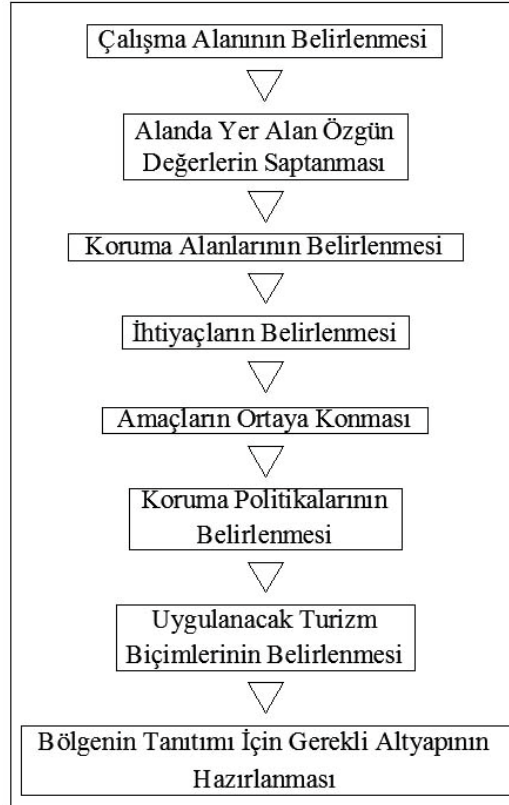 Çalışma Alanının Belirlenmesi
Alanda Yer Alan Özgün
Değerlerin Saptanması
Koruma Alanlarının Belirlenmesi
İhtiyaçların Belirlenmesi
Amaçların Ortaya Konması
Koruma Politikalarının
Belirlenmesi
Uygulanacak Turizm
Biçimlerinin Belirlenmesi
Bölgenin Tanıtımı İçin Gerekli Altyapının
Hazırlanması